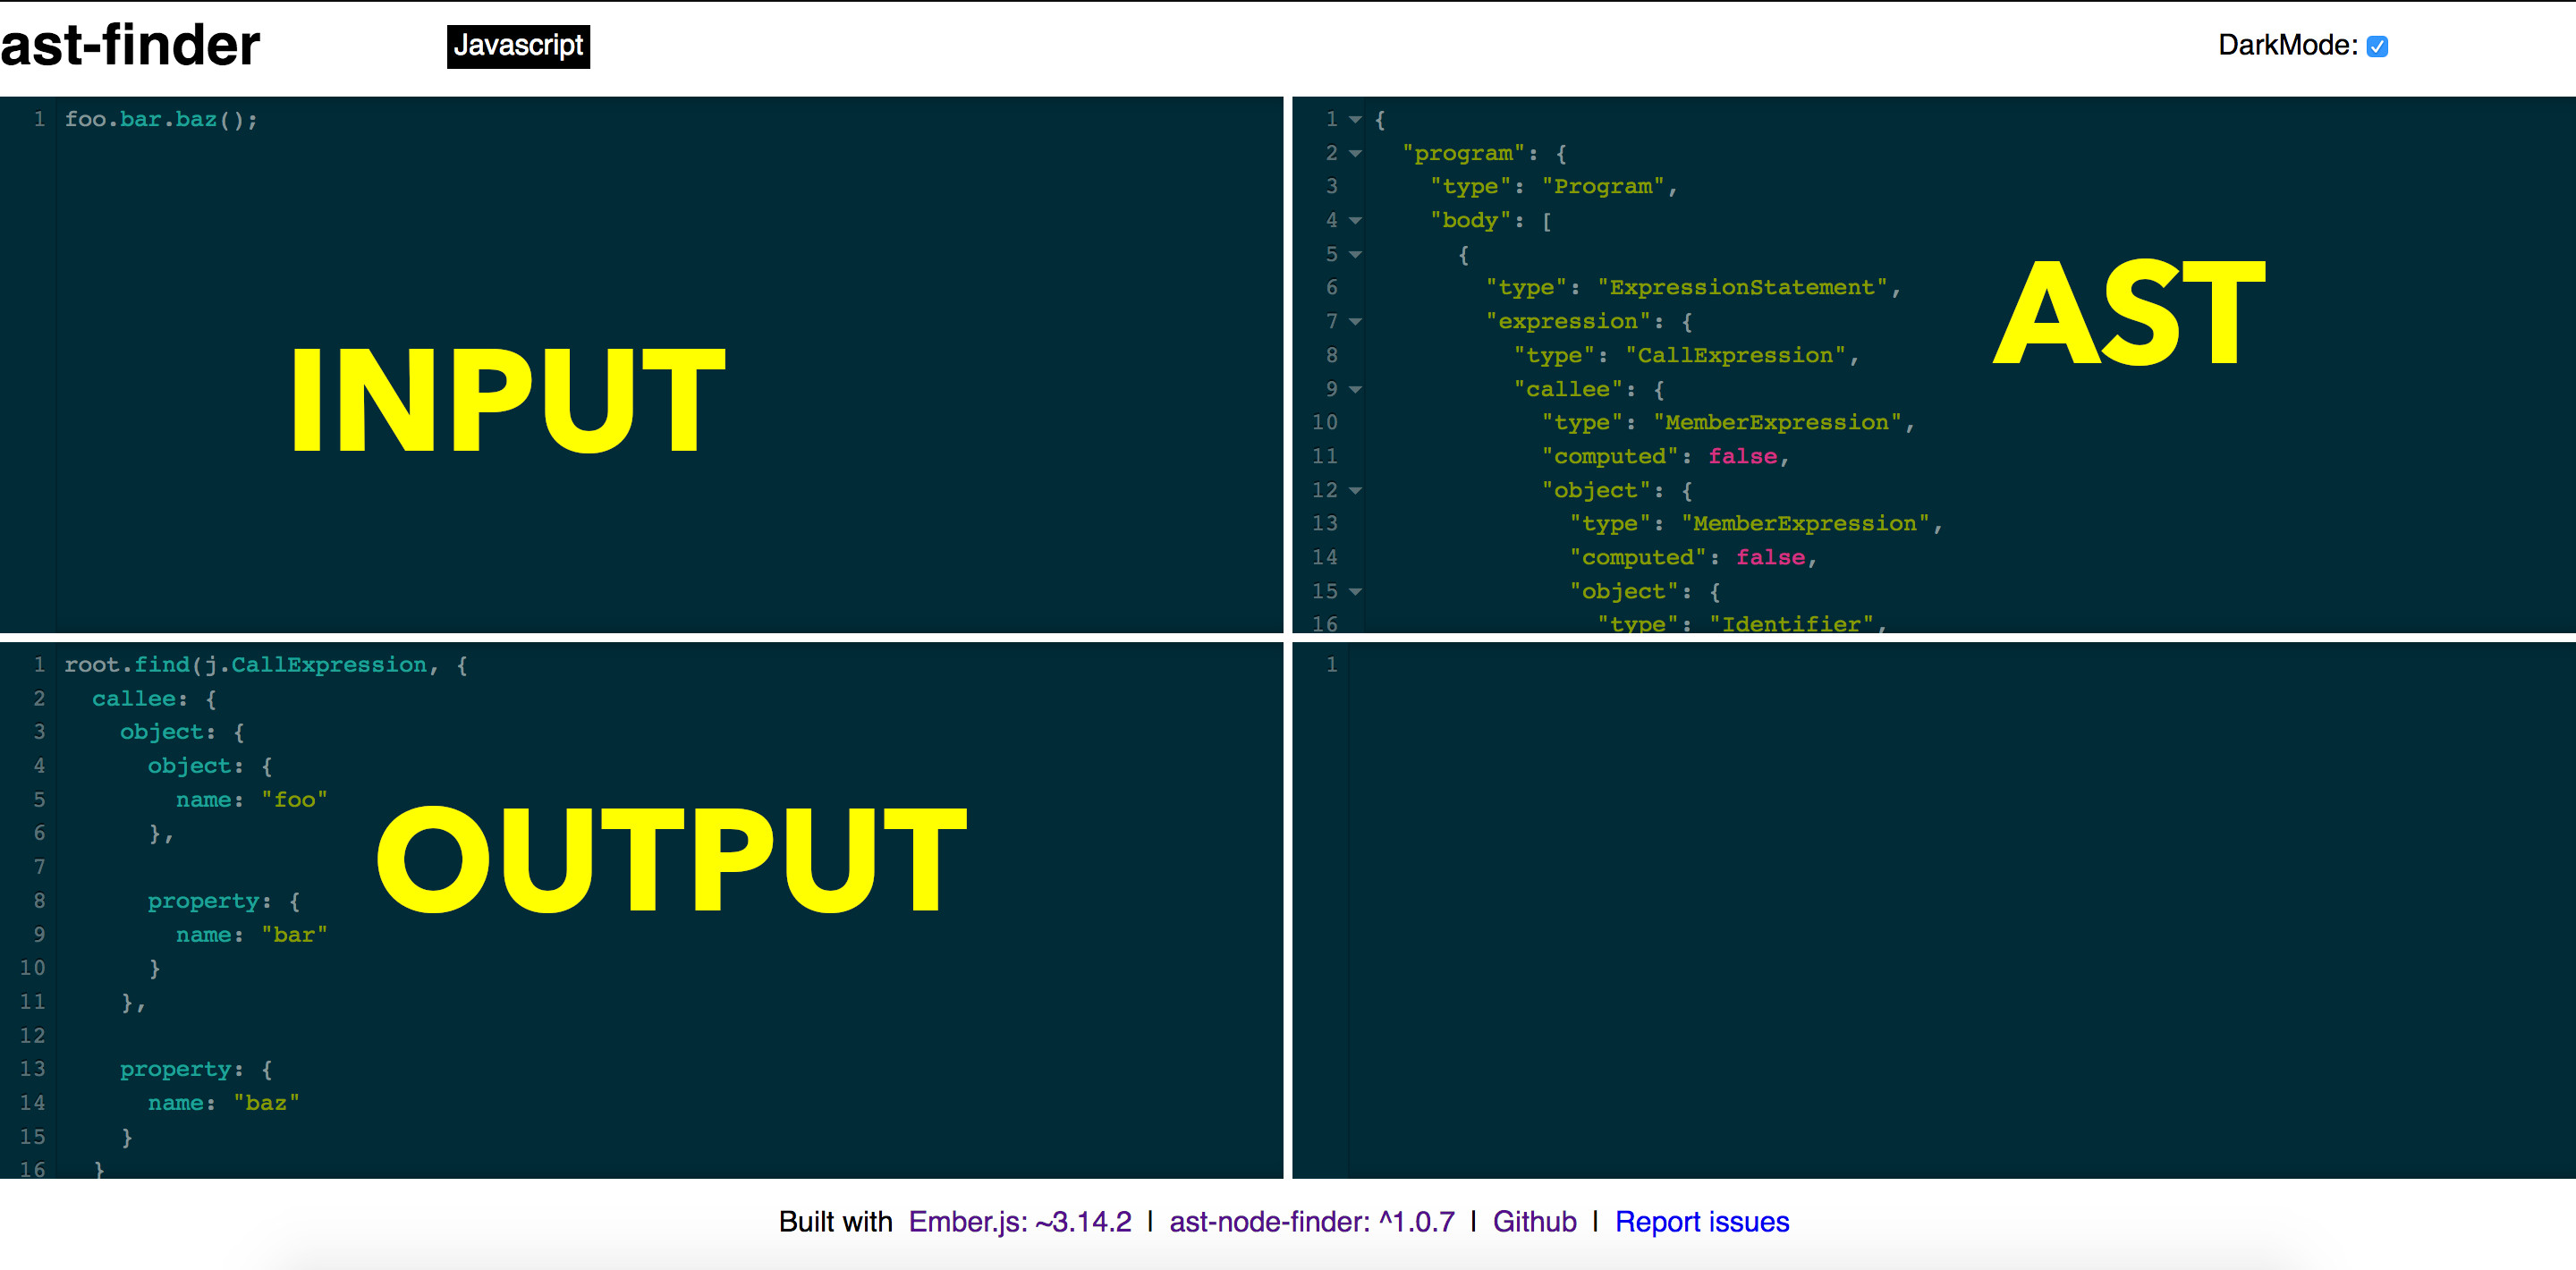 ast-finder
Javascript
DarkMode:
1 foo.bar.baz();
INPUT
1 {
2 "program": {
3 "type": "Program",
4 "body": [
5 {
6 "type": "ExpressionStatement",
7 "expression": {
8 "type": "CallExpression",
9 "callee": {
10 "type": "MemberExpression",
11 "computed": false,
12 "object": {
13 "type": "MemberExpression",
14 "computed": false,
15 "object": {
16 "type": "Identifier",
AST
1 root.find(j.CallExpression, {
2 callee: {
3 object: {
4 object: {
5 name: "foo"
6 },
7
8 property: {
9 name: "bar"
10 }
11 },
12
13 property: {
14 name: "baz"
15 }
16 }
OUTPUT
1
Built with Ember.js: ~3.14.2 | ast-node-finder: ^1.0.7 | Github | Report issues